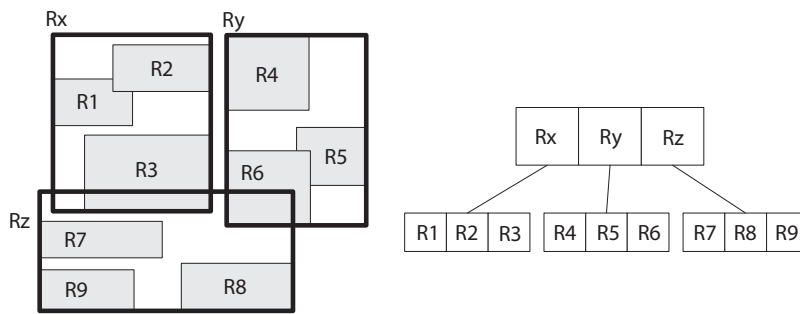 Rx
Ry
R2
R1
R3
R4
R5
R6
Rz
R7
R9
R8
Rx Ry Rz
R1 R2 R3 R4 R5 R6 R7 R8 R9